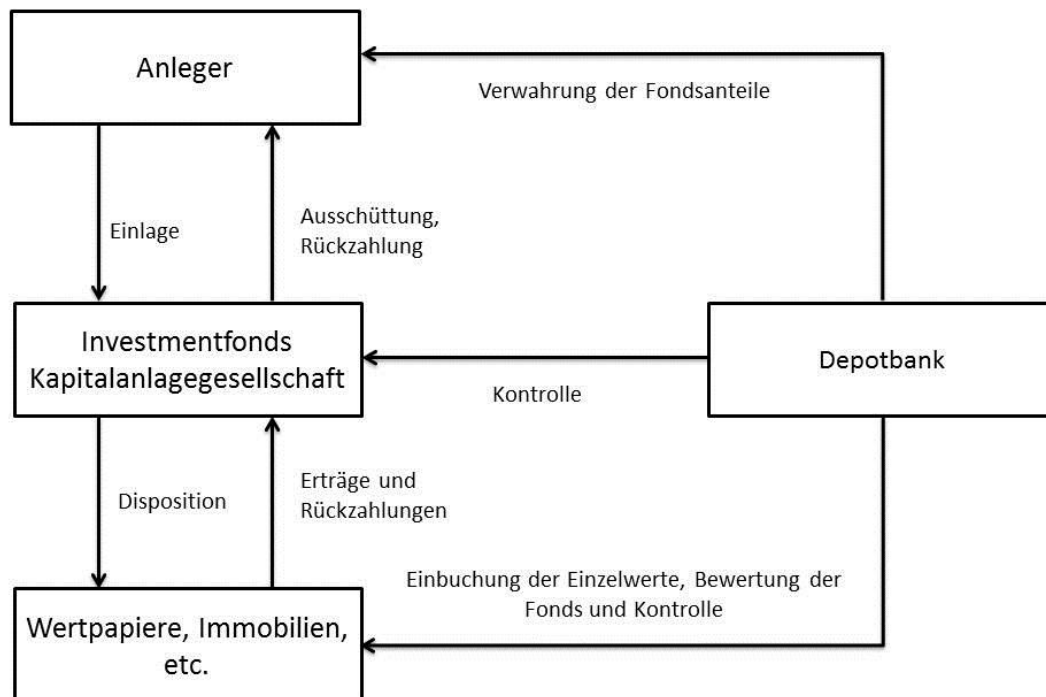 Anleger
Verwahrung der Fondsanteile
Einlage
Ausschüttung,
Rückzahlung
Investmentfonds
Kapitalanlagegesellschaft
Kontrolle
Depotbank
Disposition
Erträge und
Rückzahlungen
Einbuchung der Einzelwerte, Bewertung der
Fonds und Kontrolle
Wertpapiere, Immobilien,
etc.